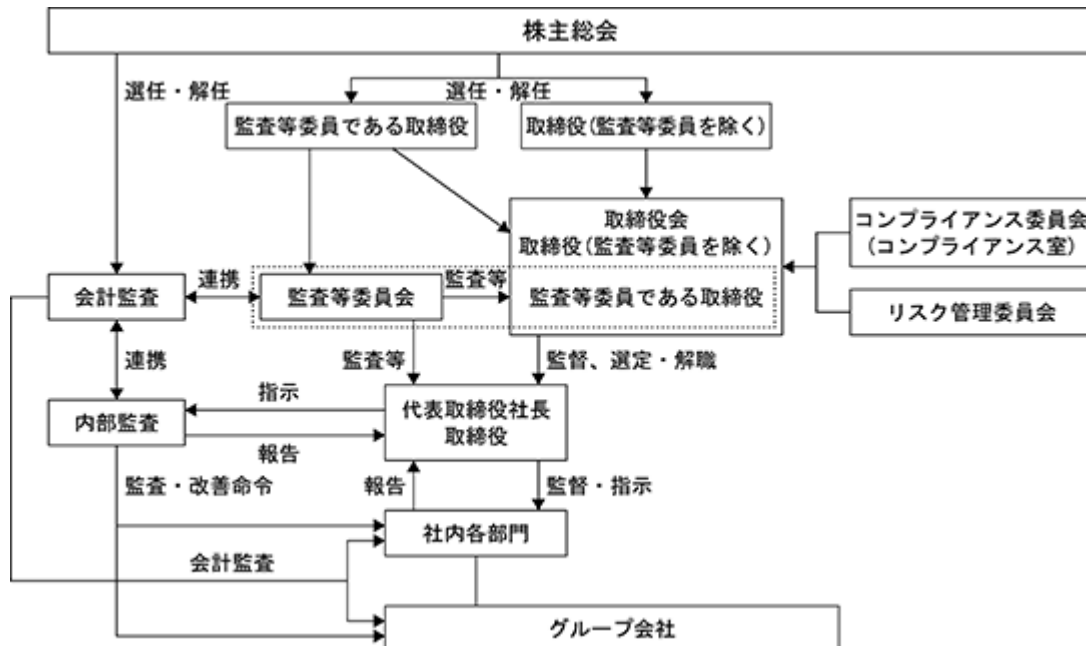 株主総会
選任・解任
選任・解任
監査等委員である取締役
取締役(監査等委員を除く)
取締役会
取締役(監査等委員を除く)
コンプライアンス委員会
(コンプライアンス室)
会計監査
連携
監査等委員会
監査等
監査等委員である取締役
リスク管理委員会
連携
監査等
監督、選定・解職
指示
内部監査
代表取締役社長
取締役
報告
監査・改善命令
報告
監督・指示
社内各部門
会計監査
グループ会社